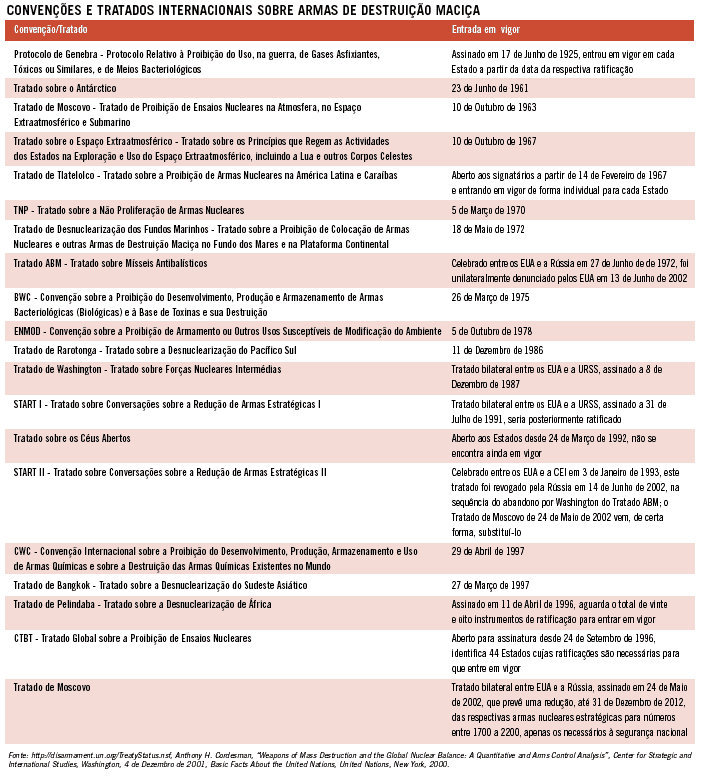 CONVENÇÕES E TRATADOS INTERNACIONAIS SOBRE ARMAS DE DESTRUIÇÃO MACIÇA
Convenção/Tratado
Entrada em vigor
Protocolo de Genebra - Protocolo Relativo à Proibição do Uso, na guerra, de Gases Asfixiantes,
Tóxicos ou Similares, e de Meios Bacteriológicos
Assinado em 17 de Junho de 1925, entrou em vigor em cada
Estado a partir da data da respectiva ratificação
Tratado sobre o Antárctico
23 de Junho de 1961
Tratado de Moscovo - Tratado de Proibição de Ensaios Nucleares na Atmosfera, no Espaço
Extraatmosférico e Submarino
10 de Outubro de 1963
Tratado sobre o Espaço Extraatmosférico - Tratado sobre os Princípios que Regem as Actividades
dos Estados na Exploração e Uso do Espaço Extraatmosférico, incluindo a Lua e outros Corpos Celestes
10 de Outubro de 1967
Tratado de Tlatelolco - Tratado sobre a Proibição de Armas Nucleares na América Latina e Caraíbas
Aberto aos signatários a partir de 14 de Fevereiro de 1967
e entrando em vigor de forma individual para cada Estado
TNP - Tratado sobre a Não Proliferação de Armas Nucleares
5 de Março de 1970
Tratado de Desnuclearização dos Fundos Marinhos - Tratado sobre a Proibição de Colocação de Armas
Nucleares e outras Armas de Destruição Maciça no Fundo dos Mares e na Plataforma Continental
18 de Maio de 1972
Tratado ABM - Tratado sobre Mísseis Antibalísticos
Celebrado entre os EUA e a Rússia em 27 de Junho de de 1972, foi
unilateralmente denunciado pelos EUA em 13 de Junho de 2002
BWC - Convenção sobre a Proibição do Desenvolvimento, Produção e Armazenamento de Armas
Bacteriológicas (Biológicas) e à Base de Toxinas e sua Destruição
26 de Março de 1975
ENMOD - Convenção sobre a Proibição de Armamento ou Outros Usos Susceptíveis de Modificação do Ambiente
5 de Outubro de 1978
Tratado de Rarotonga - Tratado sobre a Desnuclearização do Pacífico Sul
11 de Dezembro de 1986
Tratado de Washington - Tratado sobre Forças Nucleares Intermédias
Tratado bilateral entre os EUA e a URSS, assinado a 8 de
Dezembro de 1987
START I - Tratado sobre Conversações sobre a Redução de Armas Estratégicas I
Tratado bilateral entre os EUA e a URSS, assinado a 31 de
Julho de 1991, seria posteriormente ratificado
Tratado sobre os Céus Abertos
Aberto aos Estados desde 24 de Março de 1992, não se
encontra ainda em vigor
START II - Tratado sobre Conversações sobre a Redução de Armas Estratégicas II
Celebrado entre os EUA e a CEI em 3 de Janeiro de 1993, este
tratado foi revogado pela Rússia em 14 de Junho de 2002, na
sequência do abandono por Washington do Tratado ABM; o
Tratado de Moscovo de 24 de Maio de 2002 vem, de certa
forma, substituí-lo
CWC - Convenção Internacional sobre a Proibição do Desenvolvimento, Produção, Armazenamento e Uso
de Armas Químicas e sobre a Destruição das Armas Químicas Existentes no Mundo
29 de Abril de 1997
Tratado de Bangkok - Tratado sobre a Desnuclearização do Sudeste Asiático
27 de Março de 1997
Tratado de Pelindaba - Tratado sobre a Desnuclearização de África
Assinado em 11 de Abril de 1996, aguarda o total de vinte
e oito instrumentos de ratificação para entrar em vigor
CTBT - Tratado Global sobre a Proibição de Ensaios Nucleares
Aberto para assinatura desde 24 de Setembro de 1996,
identifica 44 Estados cujas ratificações são necessárias para
que entre em vigor
Tratado de Moscovo
Tratado bilateral entre EUA e a Rússia, assinado em 24 de Maio
de 2002, que prevê uma redução, até 31 de Dezembro de 2012,
das respectivas armas nucleares estratégicas para números
entre 1700 a 2200, apenas os necessários à segurança nacional
Fonte: http://disarmament.un.org/TreatyStatus.nsf, Anthony H. Cordesman, "Weapons of Mass Destruction and the Global Nuclear Balance: A Quantitative and Arms Control Analysis", Center for Strategic and
International Studies, Washington, 4 de Dezembro de 2001, Basic Facts About the United Nations, United Nations, New York, 2000.